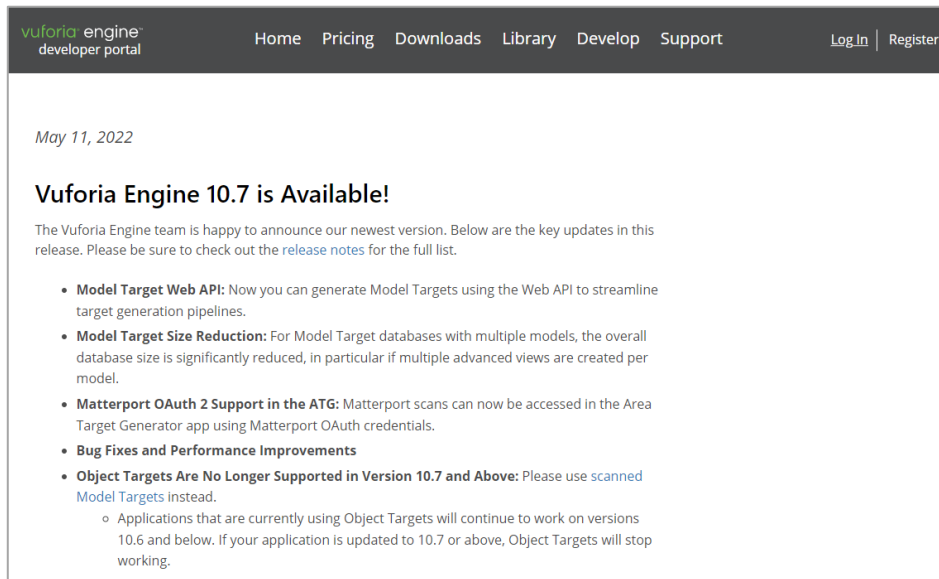 vuforia engine™
developer portal
Home Pricing Downloads Library Develop Support
Log In | Register
May 11, 2022
Vuforia Engine 10.7 is Available!
The Vuforia Engine team is happy to announce our newest version. Below are the key updates in this
release. Please be sure to check out the release notes for the full list.
• Model Target Web API: Now you can generate Model Targets using the Web API to streamline
target generation pipelines.
• Model Target Size Reduction: For Model Target databases with multiple models, the overall
database size is significantly reduced, in particular if multiple advanced views are created per
model.
• Matterport OAuth 2 Support in the ATG: Matterport scans can now be accessed in the Area
Target Generator app using Matterport OAuth credentials.
• Bug Fixes and Performance Improvements
• Object Targets Are No Longer Supported in Version 10.7 and Above: Please use scanned
Model Targets instead.
○ Applications that are currently using Object Targets will continue to work on versions
10.6 and below. If your application is updated to 10.7 or above, Object Targets will stop
working.